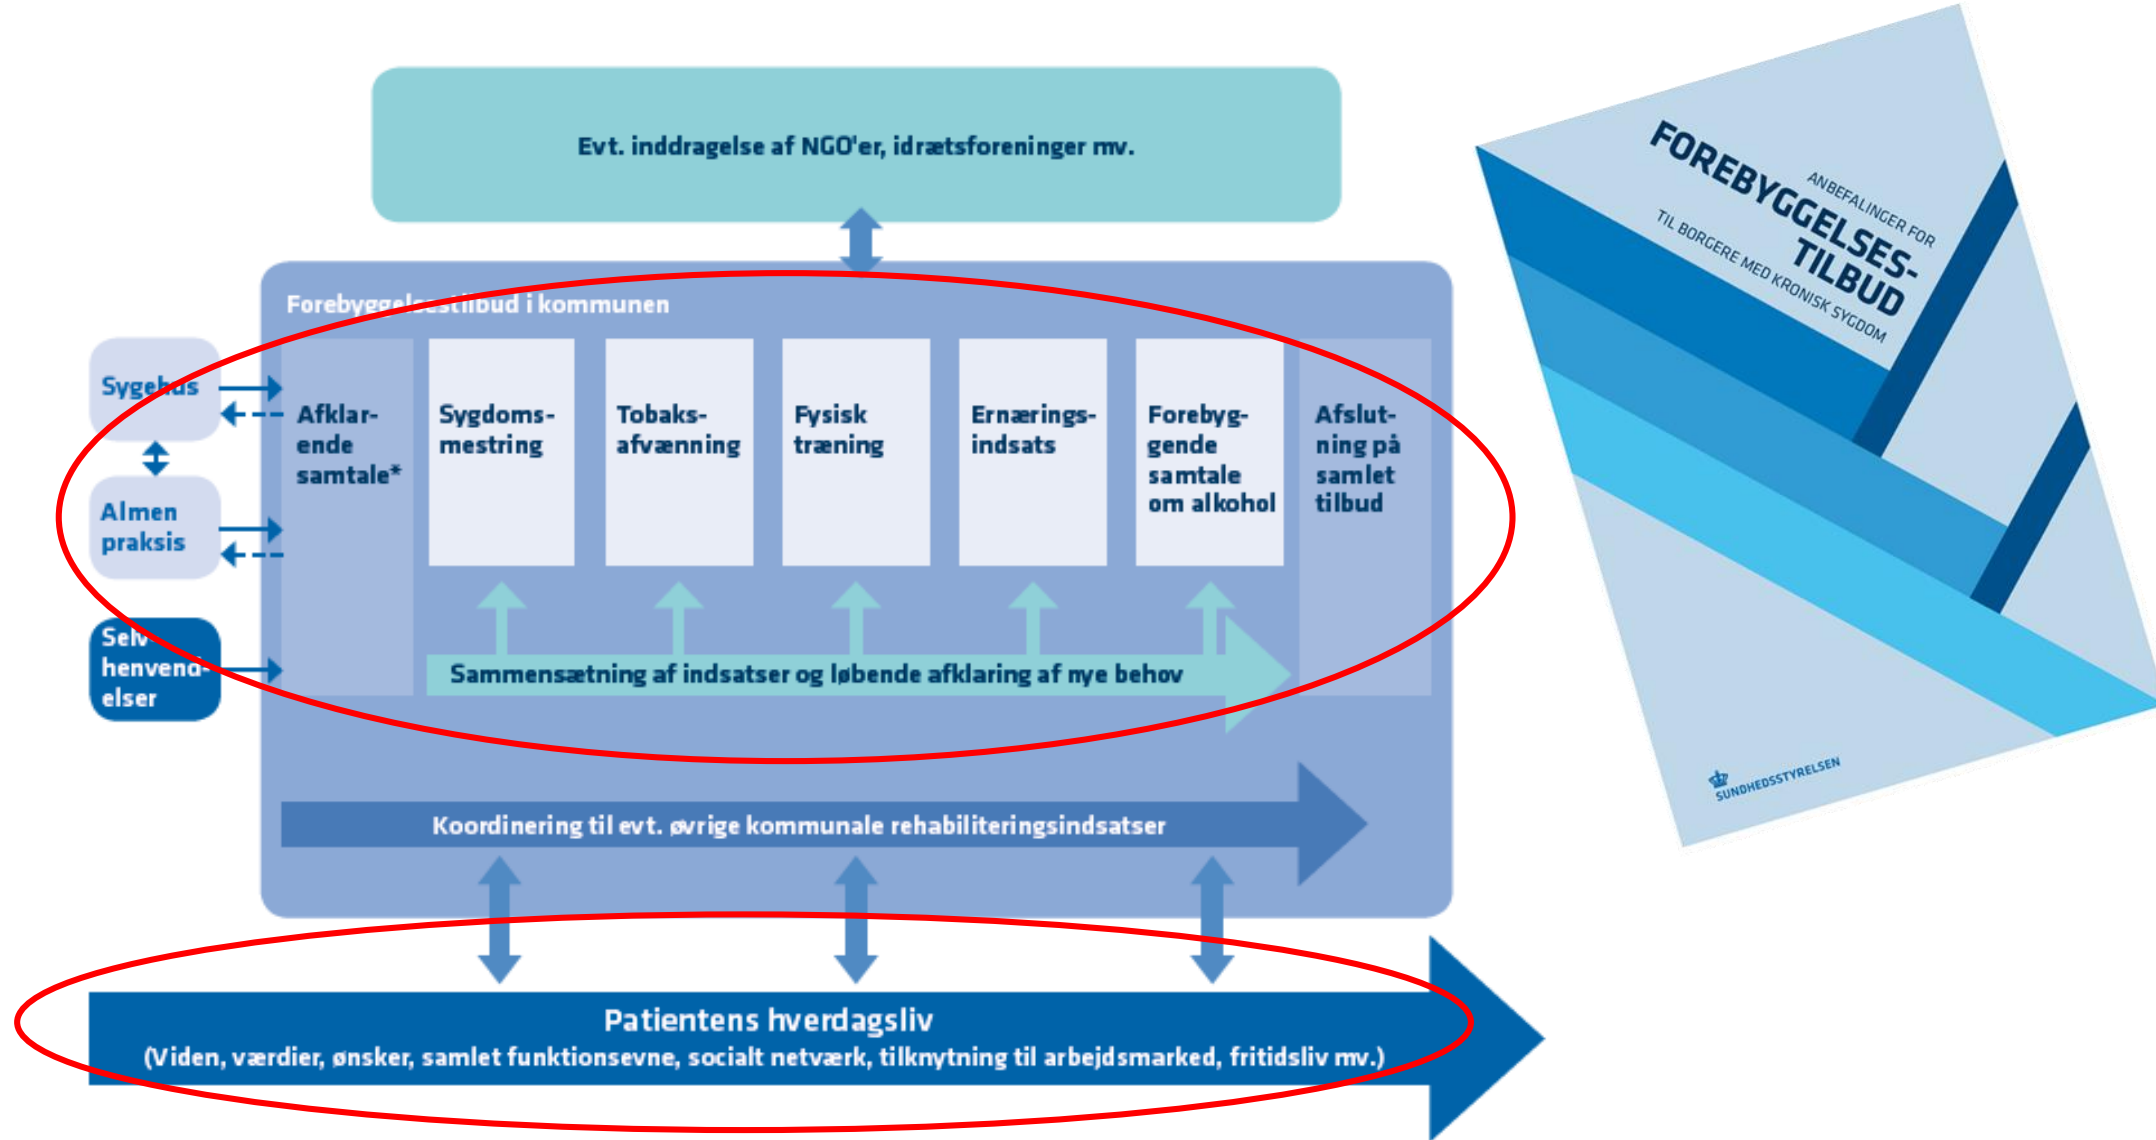 Evt. inddragelse af NGO'er, idrætsforeninger mv.
Forebyggelsestilbud i kommunen
Sygehus
Almen
praksis
Selv-
henvend-
elser
Afklar-
ende
samtale*
Sygdoms-
mestring
Tobaks-
afvænning
Fysisk
træning
Ernærings-
indsats
Forebyg-
gende
samtale
om alkohol
Afslut-
ning på
samlet
tilbud
Sammensætning af indsatser og løbende afklaring af nye behov
Koordinering til evt. øvrige kommunale rehabiliteringsindsatser
Patientens hverdagsliv
(Viden, værdier, ønsker, samlet funktionsevne, socialt netværk, tilknytning til arbejdsmarked, fritidsliv mv.)
ANBEFALINGER FOR
FOREBYGGELSES-
TILBUD
TIL BORGERE MED KRONISK SYGDOM
SUNDHEDSSTYRELSEN